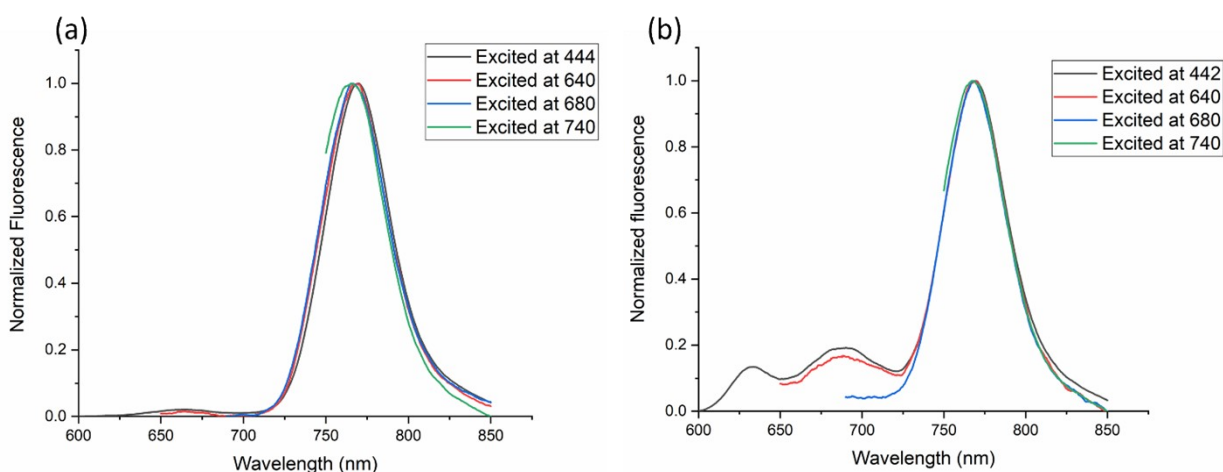 (a)
Excited at 444
Excited at 640
Excited at 680
Excited at 740
Normalized Fluorescence
1.0
0.8
0.6
0.4
0.2
0.0
600 650 700 750 800 850
Wavelength (nm)
(b)
Excited at 442
Excited at 640
Excited at 680
Excited at 740
Normalized fluorescence
1.0
0.8
0.6
0.4
0.2
0.0
600 650 700 750 800 850
Wavelength (nm)